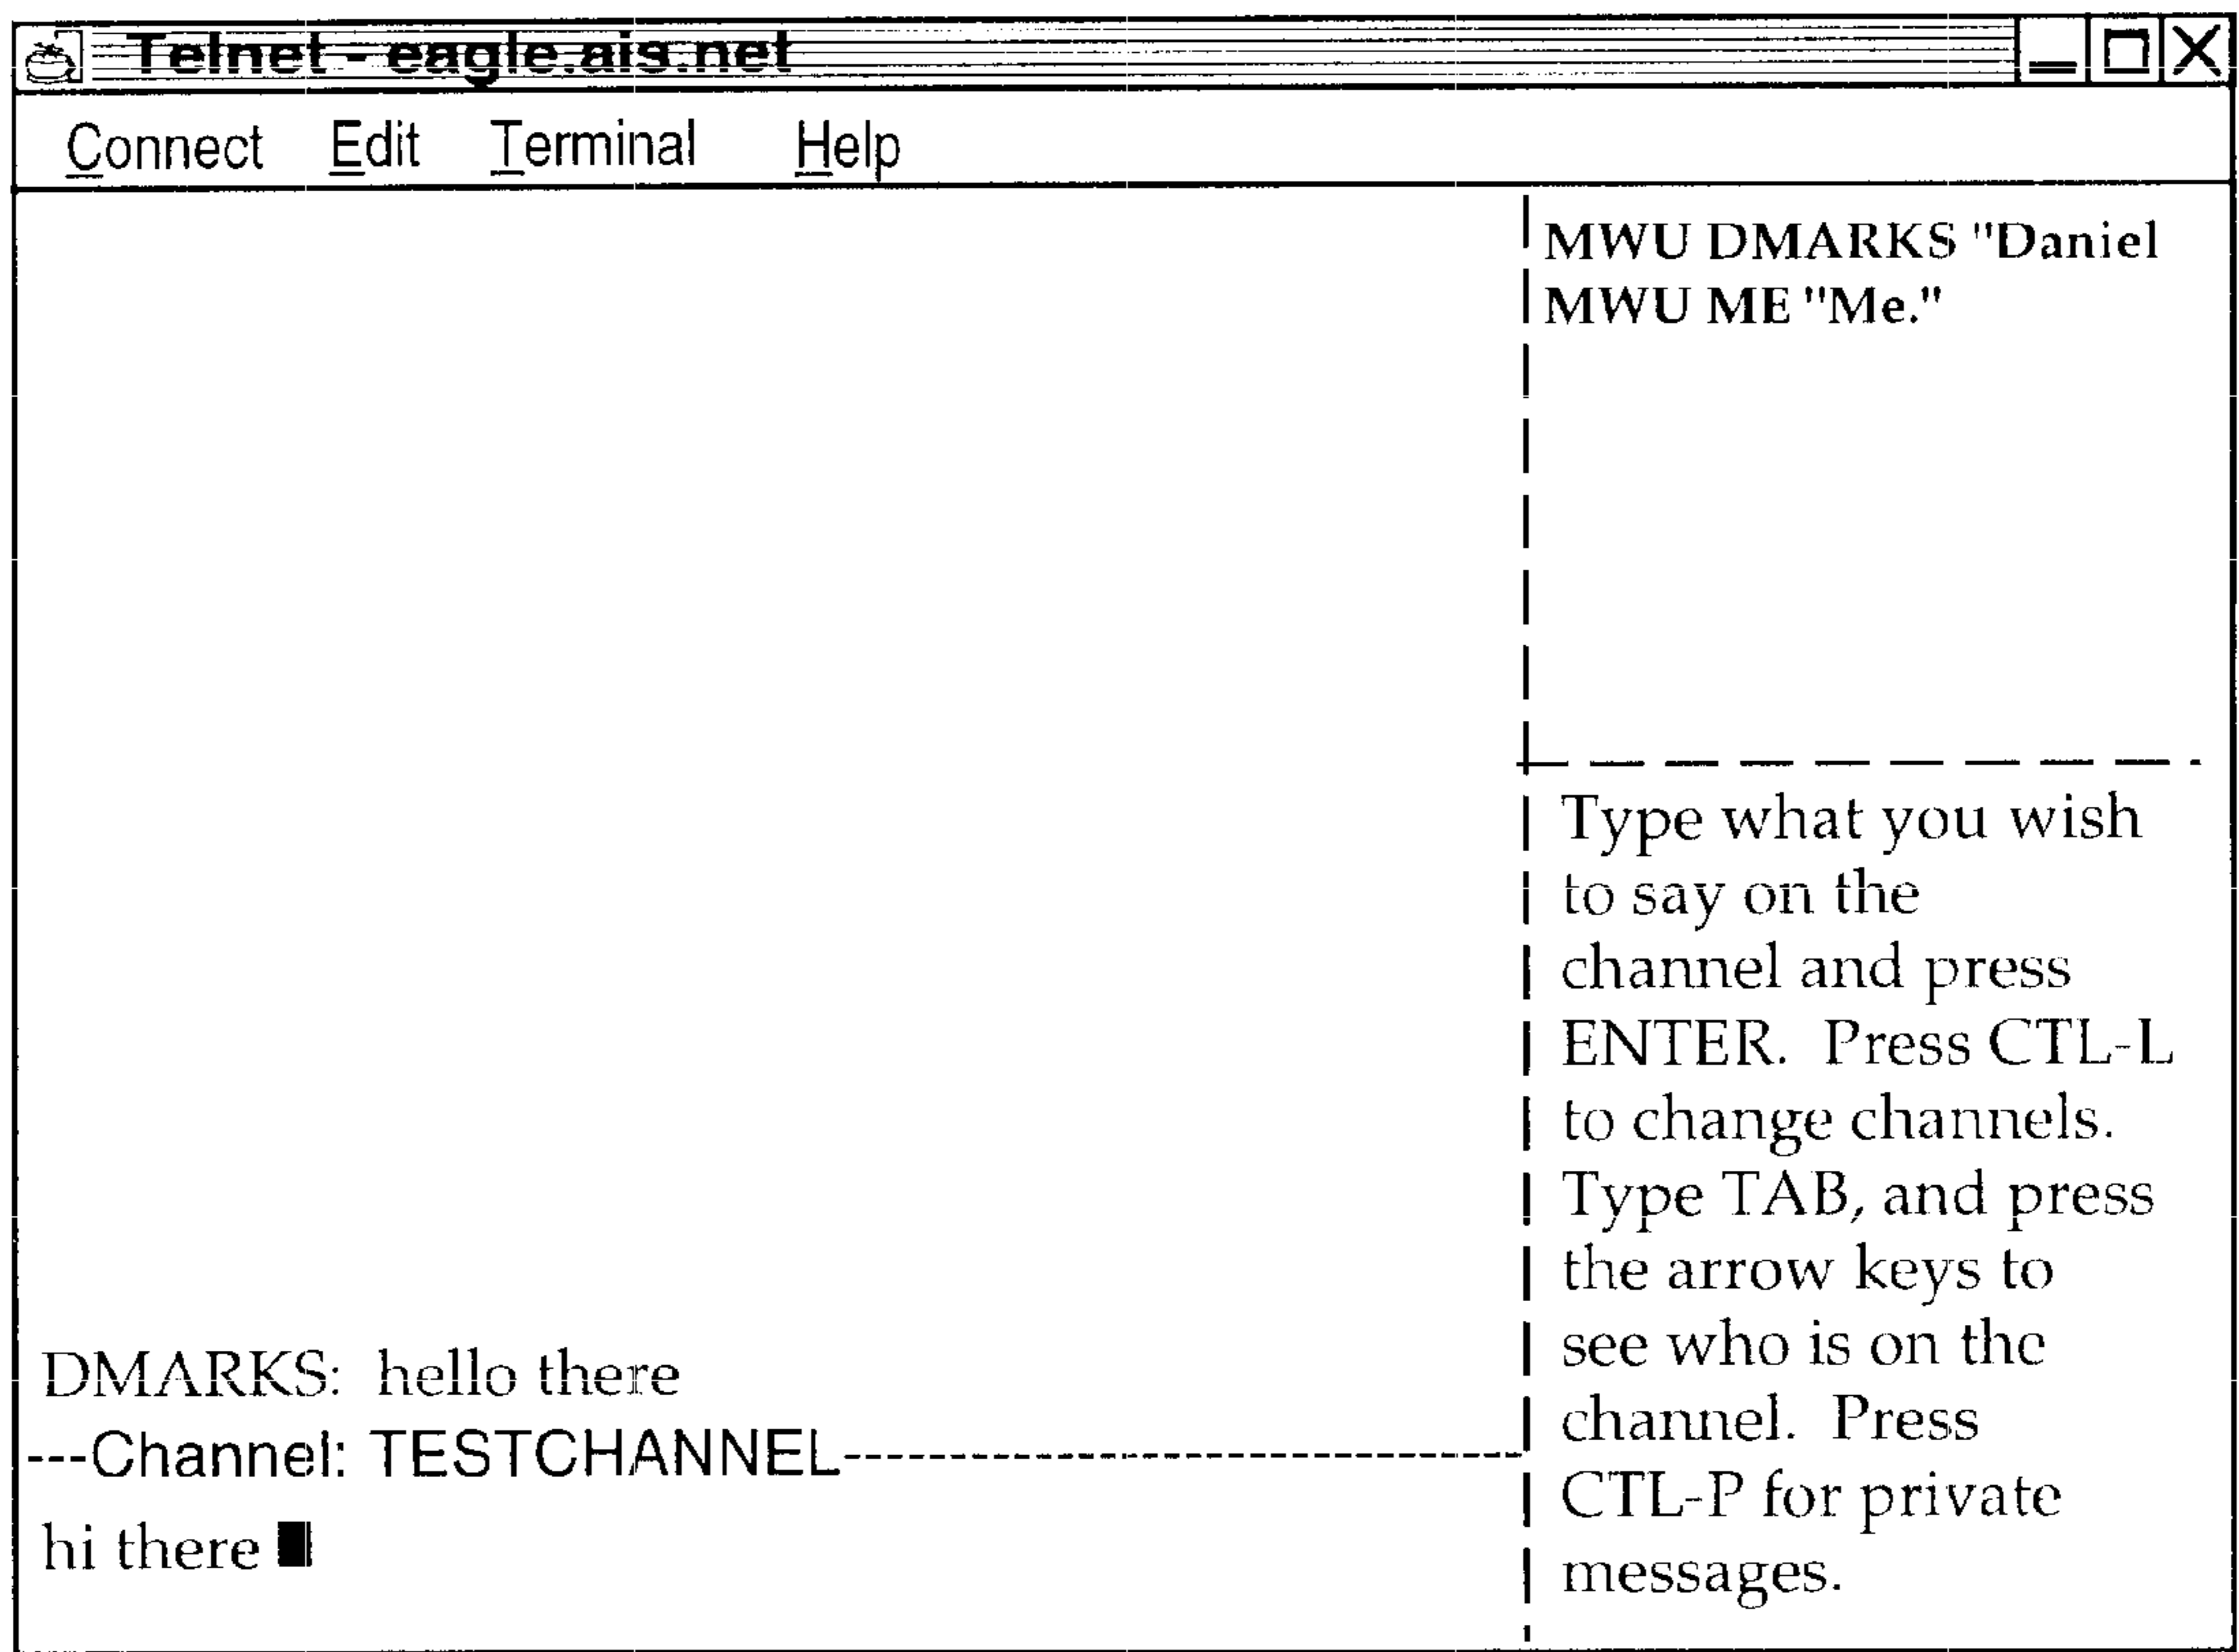 Telnet - eagle.ais.net
Connect Edit Terminal Help
MWU DMARKS "Daniel
MWU ME "Me."
Type what you wish
to say on the
channel and press
ENTER. Press CTL-L
to change channels.
Type TAB, and press
the arrow keys to
see who is on the
channel. Press
CTL-P for private
messages.
DMARKS: hello there
---Channel: TESTCHANNEL---------------------------------
hi there